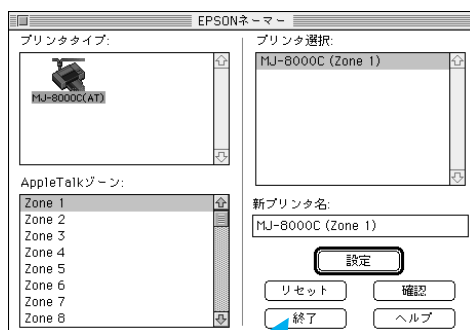 EPSONネーマー
プリンタタイプ:
MJ-8000C(AT)
AppleTalkゾーン:
Zone 1
Zone 2
Zone 3
Zone 4
Zone 5
Zone 6
Zone 7
Zone 8
プリンタ選択:
MJ-8000C (Zone 1)
新プリンタ名:
MJ-8000C (Zone 1)
設定
リセット
確認
終了
ヘルプ